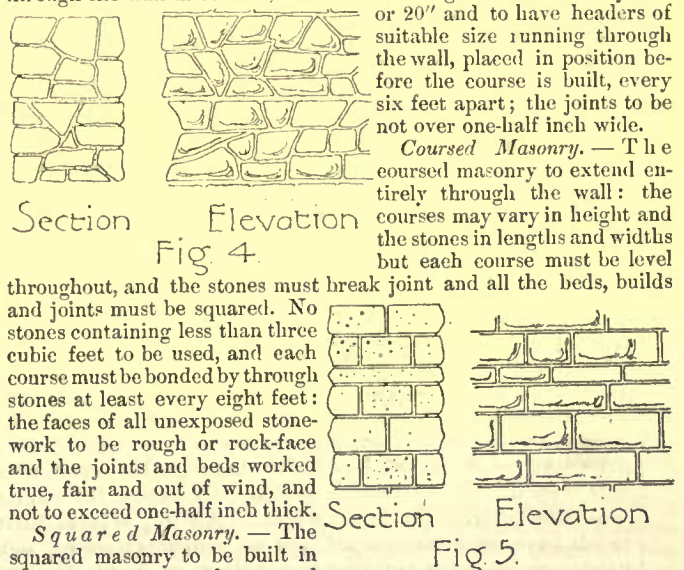 or 20″ and to have headers of
suitable size running through
the wall, placed in position be-
fore the course is built, every
six feet apart; the joints to be
not over one-half inch wide.
Coursed Masonry. — The
coursed masonry to extend en-
tirely through the wall: the
courses may vary in height and
the stones in lengths and widths
but each course must be level
Section Elevation
Fig. 4.
throughout, and the stones must break joint and all the beds, builds
and joints must be squared. No
stones containing less than three
cubic feet to be used, and each
course must be bonded by through
stones at least every eight feet:
the faces of all unexposed stone-
work to be rough or rock-face
and the joints and beds worked
true, fair and out of wind, and
not to exceed one-half inch thick.
Squared Masonry. — The
squared masonry to be built in
Section Elevation
Fig. 5.